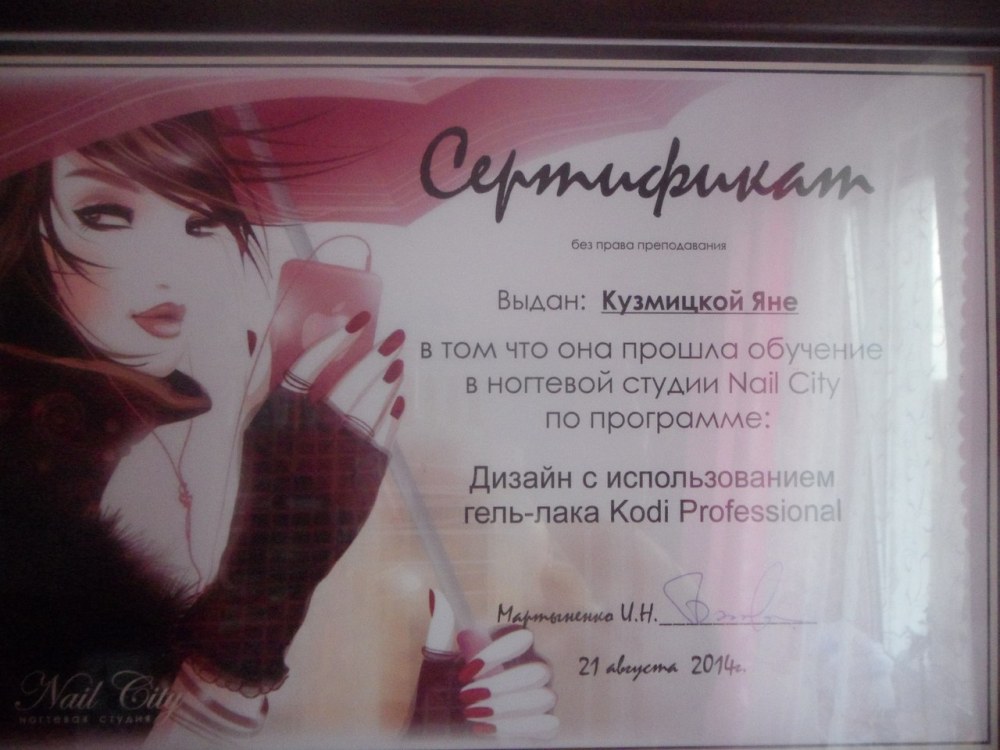 Сертификат
без права преподавания
Выдан: Кузмицкой Яне
в том что она прошла обучение
в ногтевой студии Nail City
по программе:
Дизайн с использованием
гель-лака Kodi Professional
Мартыненко И.Н.
21 августа 2014г.
Nail City
ногтевая студия